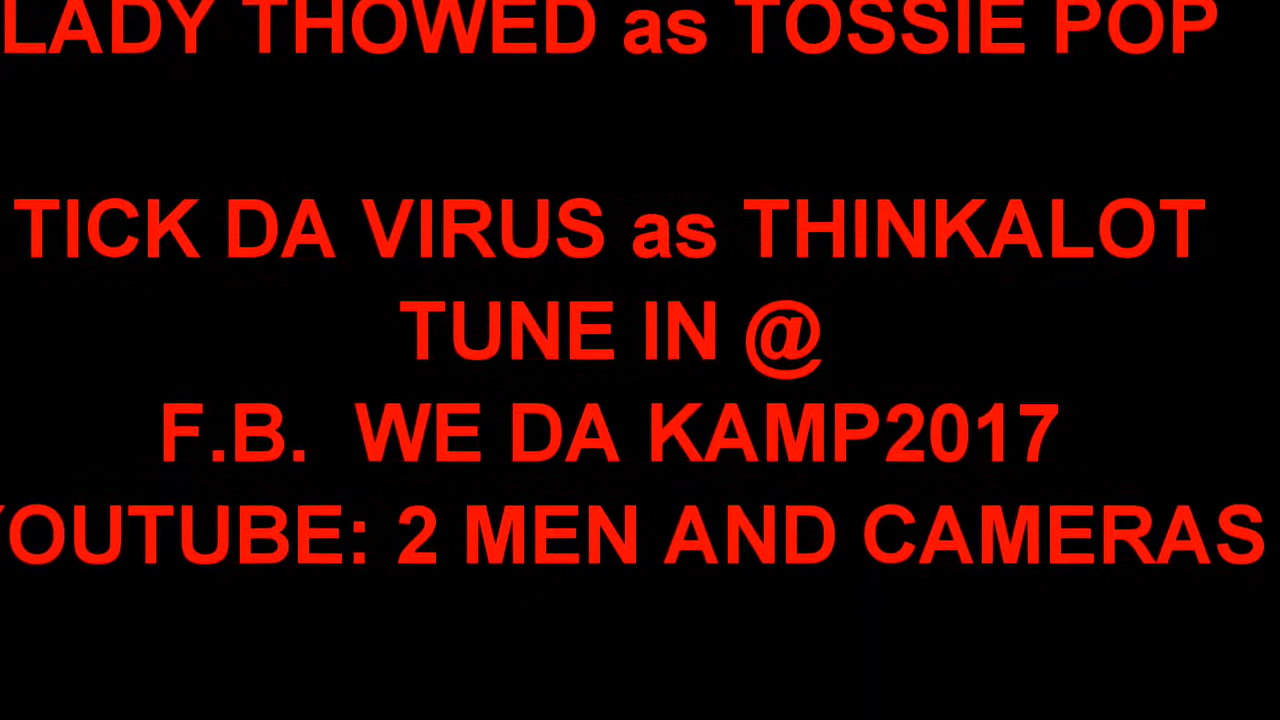 LADY THOWED as TOSSIE POP
TICK DA VIRUS as THINKALOT
TUNE IN @
F.B. WE DA KAMP2017
YOUTUBE: 2 MEN AND CAMERAS